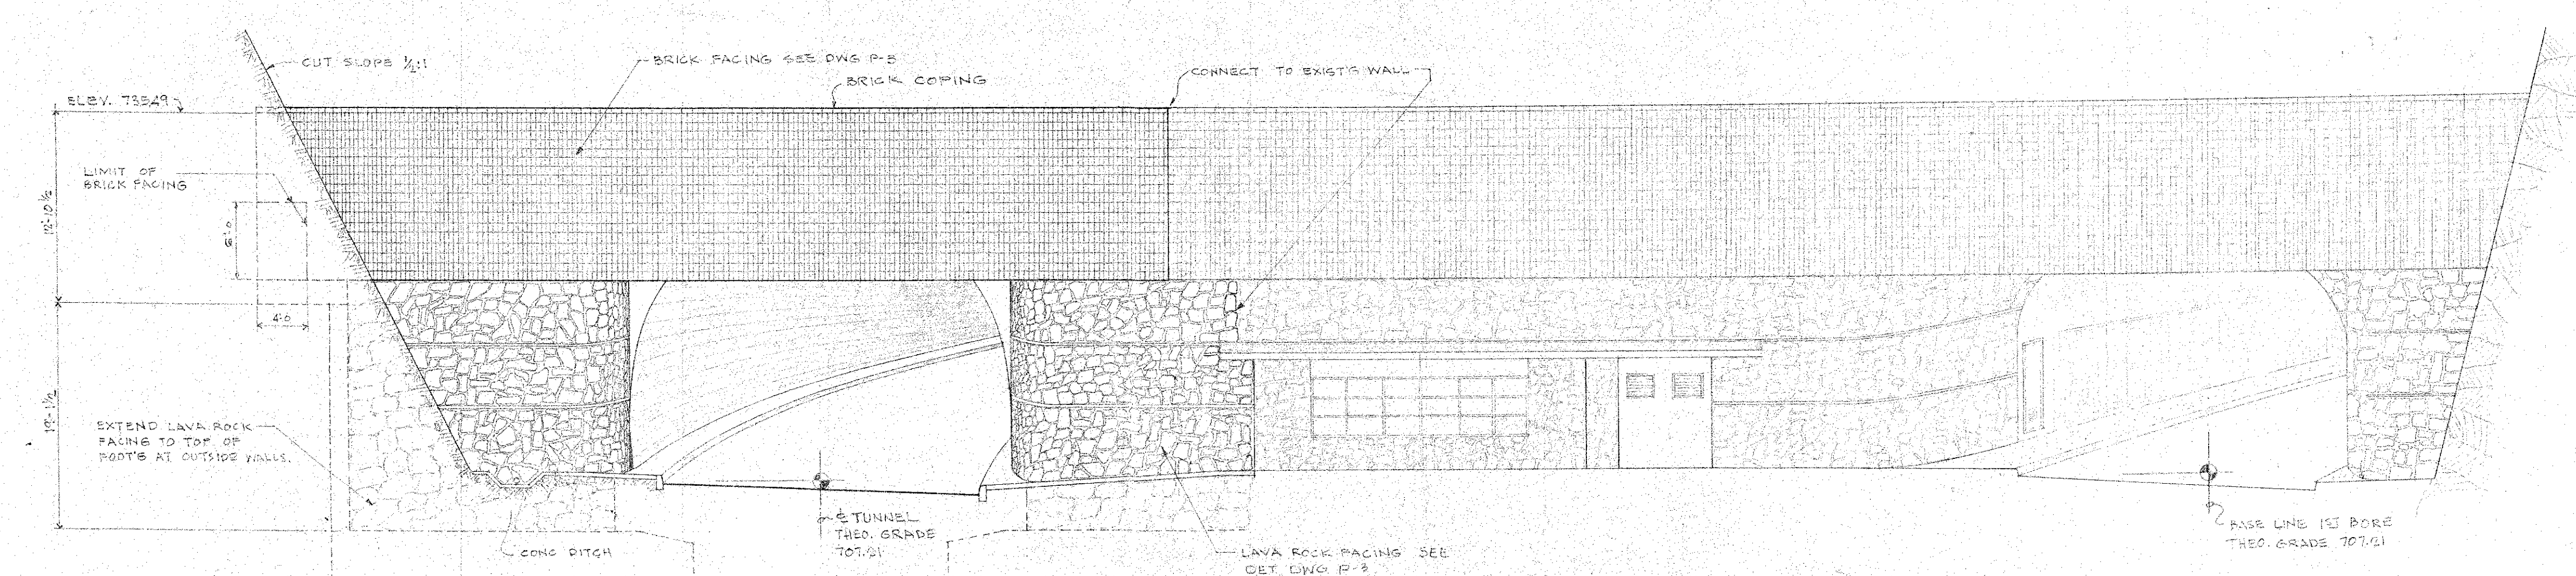 CUT SLOPE ½:1
BRICK FACING SEE DWG P-3
BRICK COPING
CONNECT TO EXIST'G WALL
ELEV. 735.49
LIMIT OF
BRICK FACING
12'-10½
6'-0
4'-0
19'-1½
EXTEND LAVA ROCK
FACING TO TOP OF
FOOT'G AT OUTSIDE WALLS.
CONC DITCH
℄ TUNNEL
THEO. GRADE
707.21
LAVA ROCK FACING SEE
DET. DWG P-3
BASE LINE 1ST BORE
THEO. GRADE 707.21